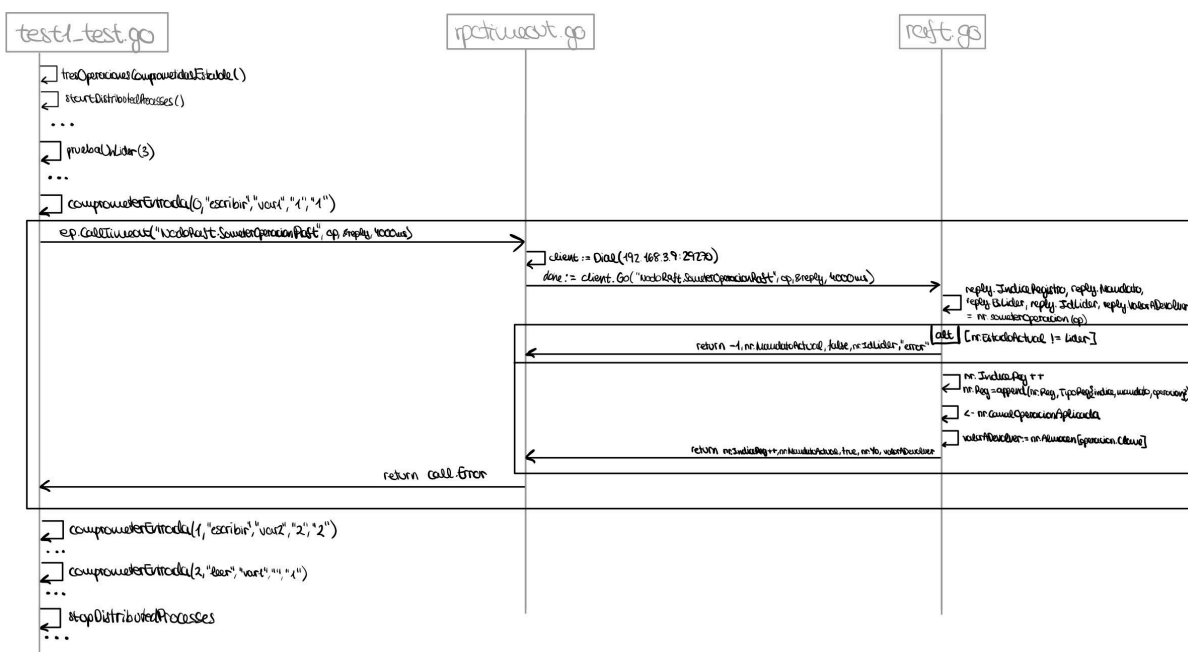 test1_test.go
rpctimeout.go
raft.go
tresOperacionesComprometidasEstable()
startDistributedProcesses()
...
pruebaUnLider(3)
...
comprometerEntrada(0,"escribir","var1","1","1")
ep.CallTimeout("NodoRaft.SometerOperacionRaft", op, &reply, 4000ms)
client := Dial(192.168.3.9:29270)
done := client.Go("NodoRaft.SometerOperacionRaft", op, &reply, 4000ms)
reply.IndiceRegistro, reply.Mandato,
reply.EsLider, reply.IdLider, reply.ValorADevolver
= nr.someterOperacion(op)
alt [nr.EstadoActual != Lider]
return -1, nr.MandatoActual, false, nr.IdLider, "error"
nr.IndiceReg ++
nr.Reg = append(nr.Reg, TipoReg{indice, mandato, operacion}
<- nr.CanalOperacionAplicada
valorADevolver := nr.Almacen[operacion.Clave]
return nr.IndiceReg++, nr.MandatoActual, true, nr.Yo, valorADevolver
return call.Error
comprometerEntrada(1,"escribir","var2","2","2")
...
comprometerEntrada(2,"leer","var1","","1")
...
stopDistributedProcesses
...